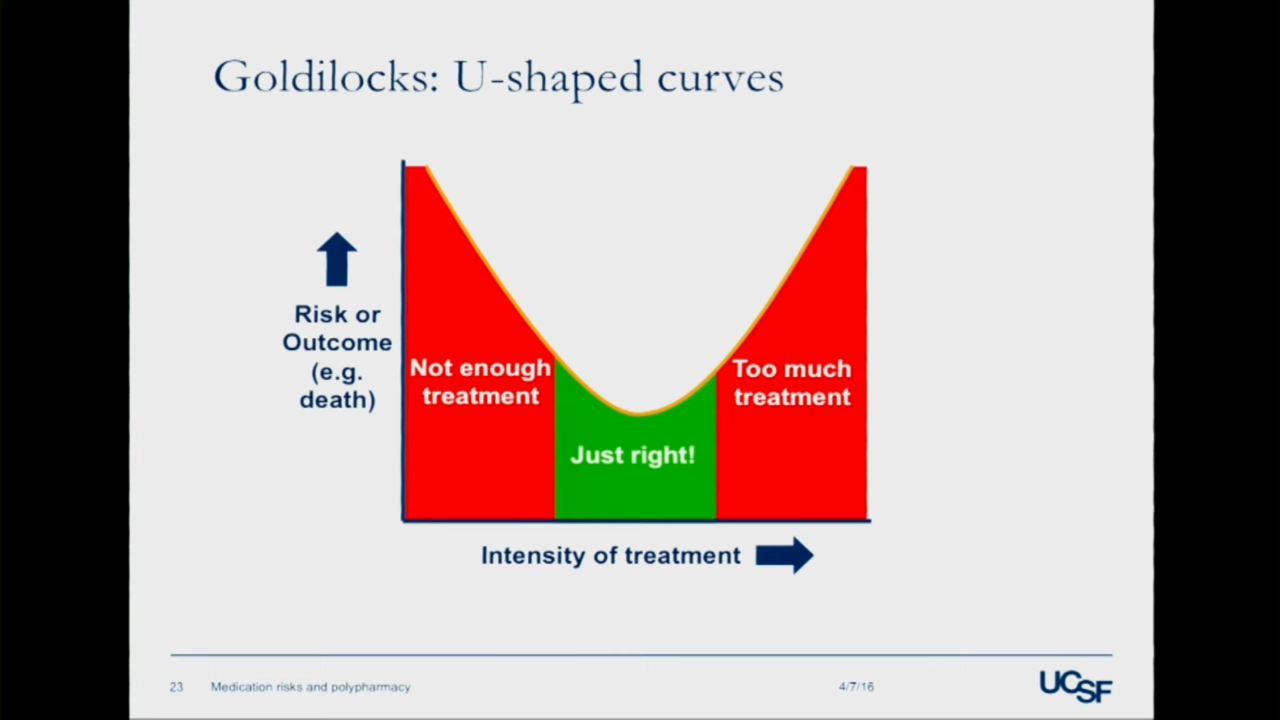 Goldilocks: U-shaped curves
Risk or
Outcome
(e.g.
death)
Not enough
treatment
Just right!
Too much
treatment
Intensity of treatment
23 Medication risks and polypharmacy 4/7/16
UCSF